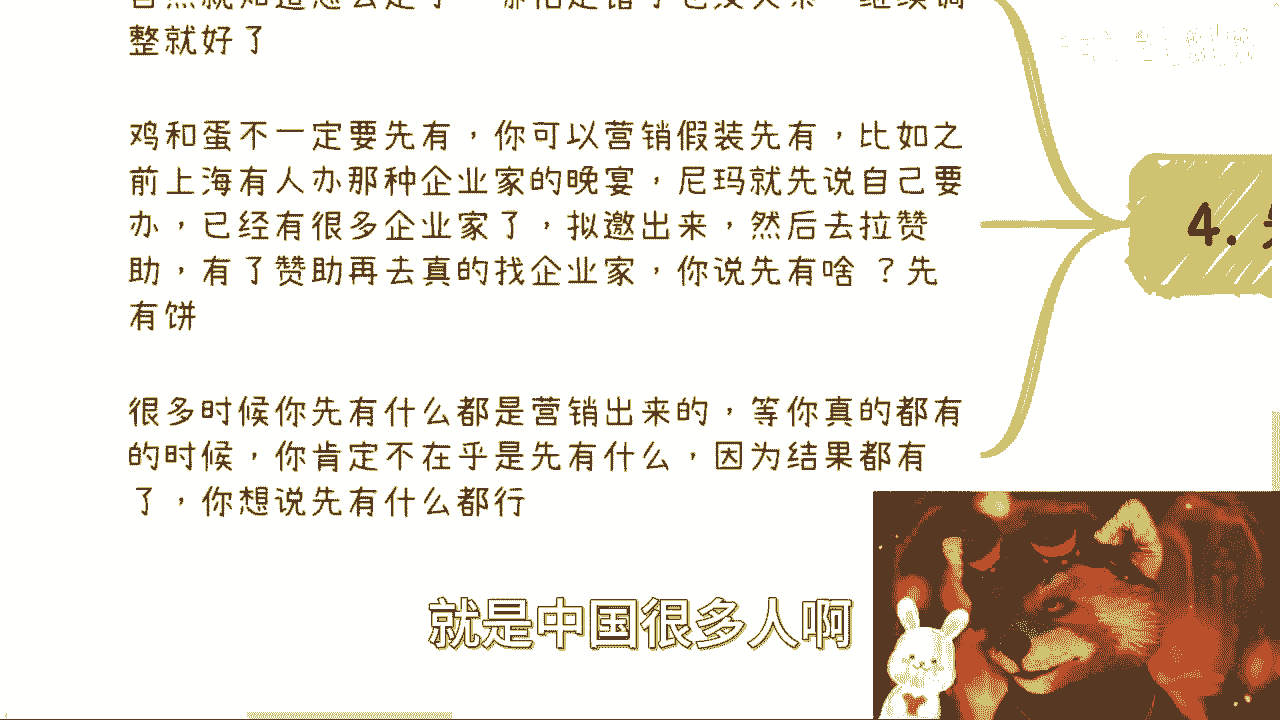 整就好了
鸡和蛋不一定要先有，你可以营销假装先有，比如之
前上海有人办那种企业家的晚宴，尼玛就先说自己要
办，已经有很多企业家了，拟邀出来，然后去拉赞
助，有了赞助再去真的找企业家，你说先有啥 ？先
有饼
很多时候你先有什么都是营销出来的，等你真的都有
的时候，你肯定不在乎是先有什么，因为结果都有
了，你想说先有什么都行
4.
就是中国很多人啊